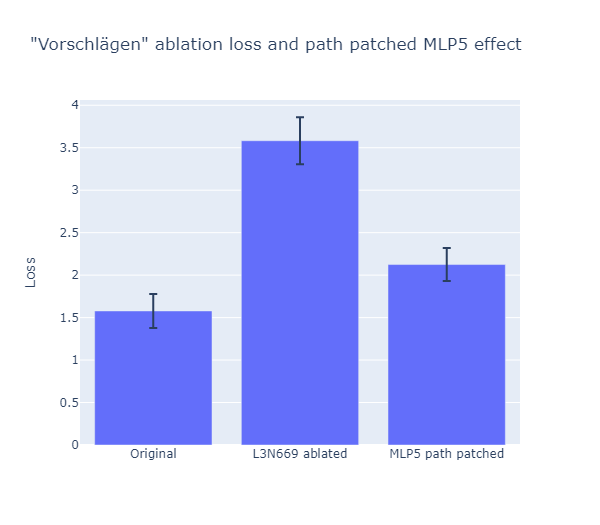 "Vorschlägen" ablation loss and path patched MLP5 effect
4
3.5
3
2.5
2
1.5
1
0.5
0
Loss
Original
L3N669 ablated
MLP5 path patched